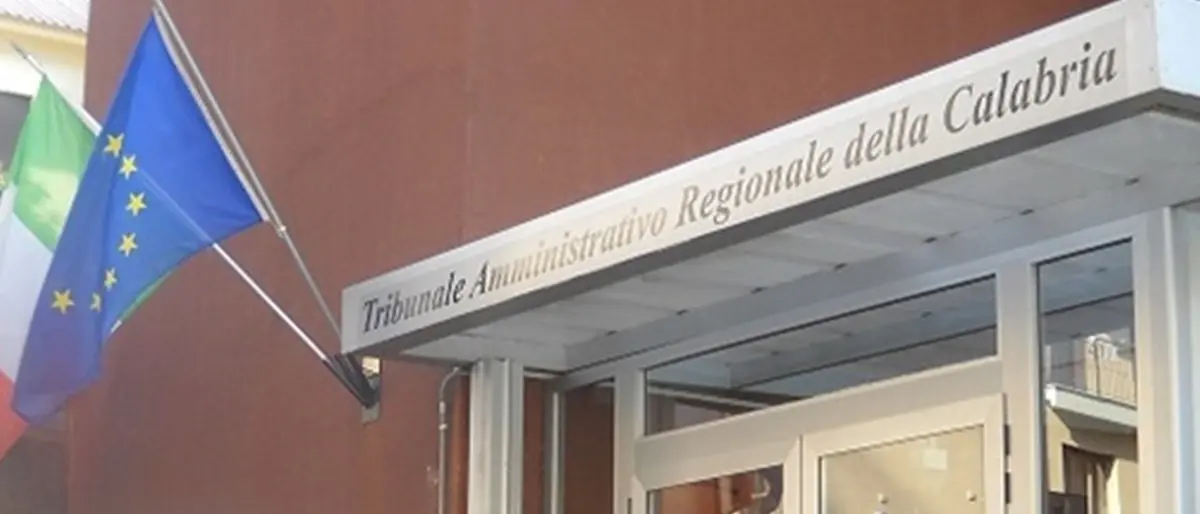 Tribunale Amministrativo Regionale della Calabria